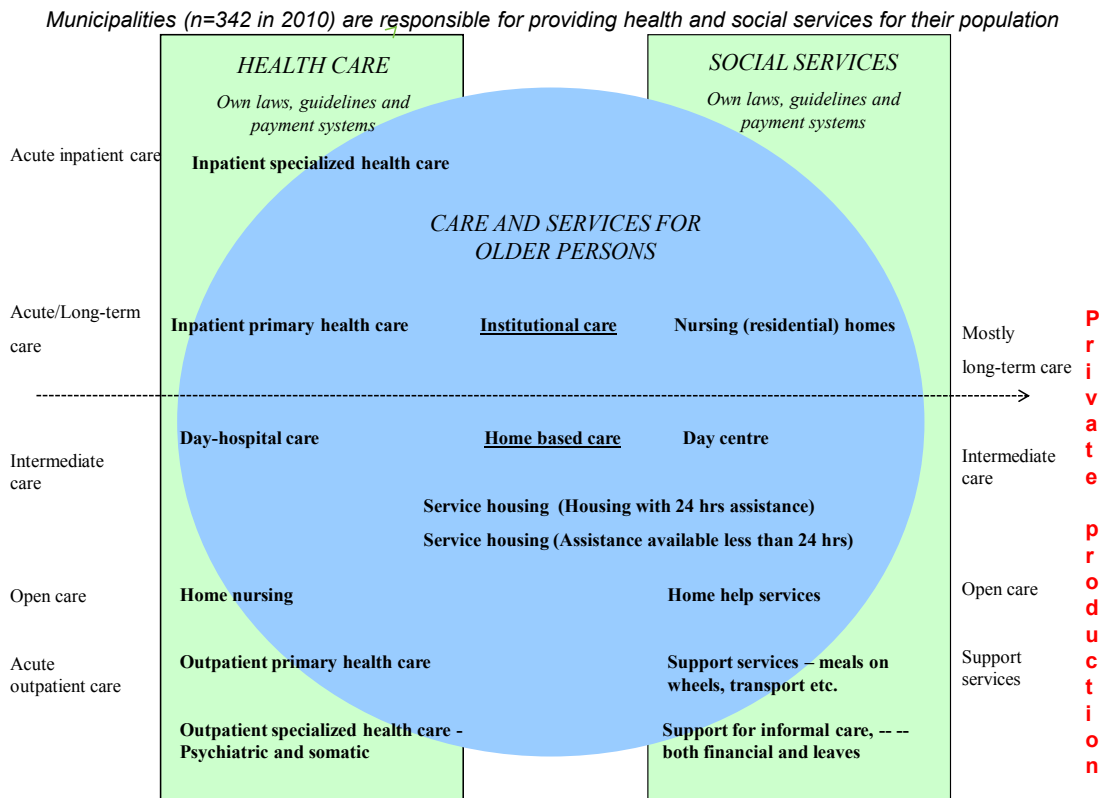 Municipalities (n=342 in 2010) are responsible for providing health and social services for their population
HEALTH CARE
Own laws, guidelines and
payment systems
SOCIAL SERVICES
Own laws, guidelines and
payment systems
Acute inpatient care
Inpatient specialized health care
CARE AND SERVICES FOR
OLDER PERSONS
Acute/Long-term
care
Inpatient primary health care
Institutional care
Nursing (residential) homes
Mostly
long-term care
Day-hospital care
Home based care
Day centre
Intermediate
care
Intermediate
care
Service housing (Housing with 24 hrs assistance)
Service housing (Assistance available less than 24 hrs)
Open care
Home nursing
Home help services
Open care
Acute
outpatient care
Outpatient primary health care
Support services – meals on
wheels, transport etc.
Support
services
Outpatient specialized health care -
Psychiatric and somatic
Support for informal care, -- --
both financial and leaves
Private production